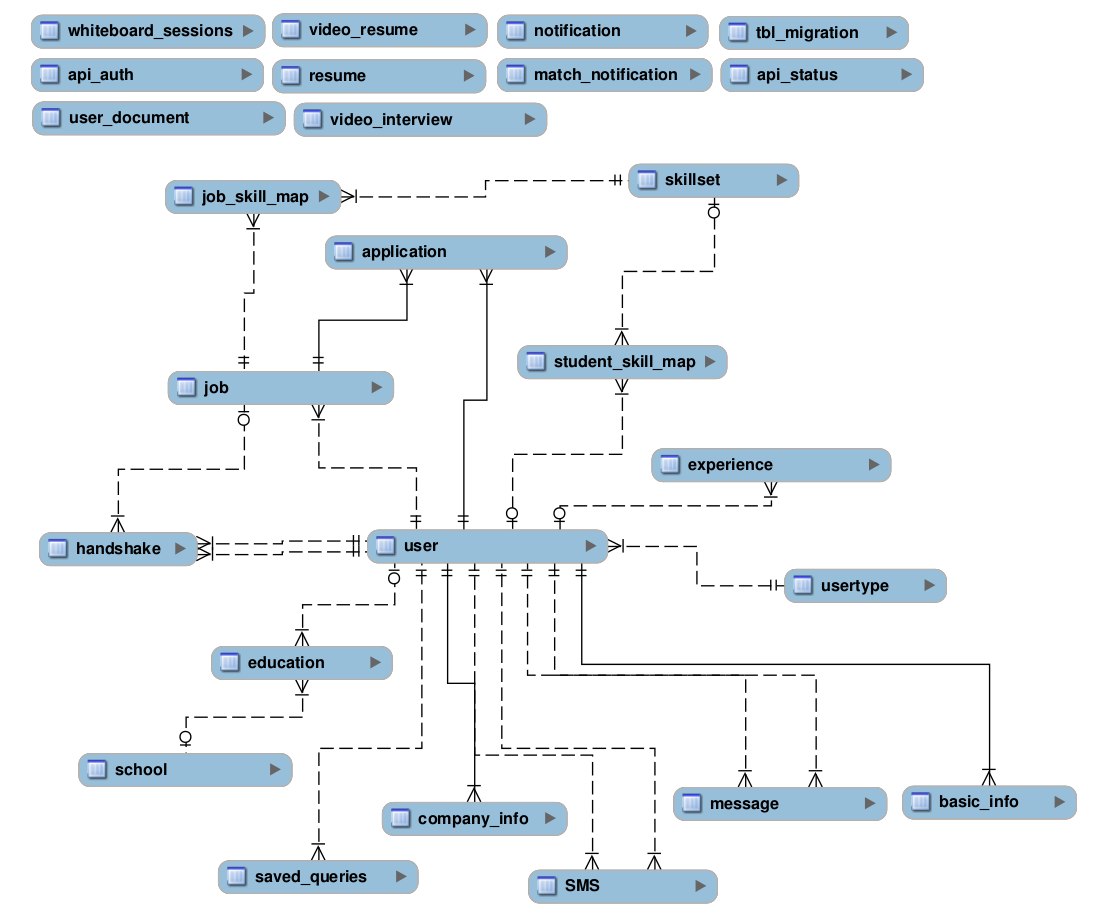 whiteboard_sessions
video_resume
notification
tbl_migration
api_auth
resume
match_notification
api_status
user_document
video_interview
skillset
job_skill_map
application
student_skill_map
job
experience
handshake
user
usertype
education
school
company_info
message
basic_info
saved_queries
SMS